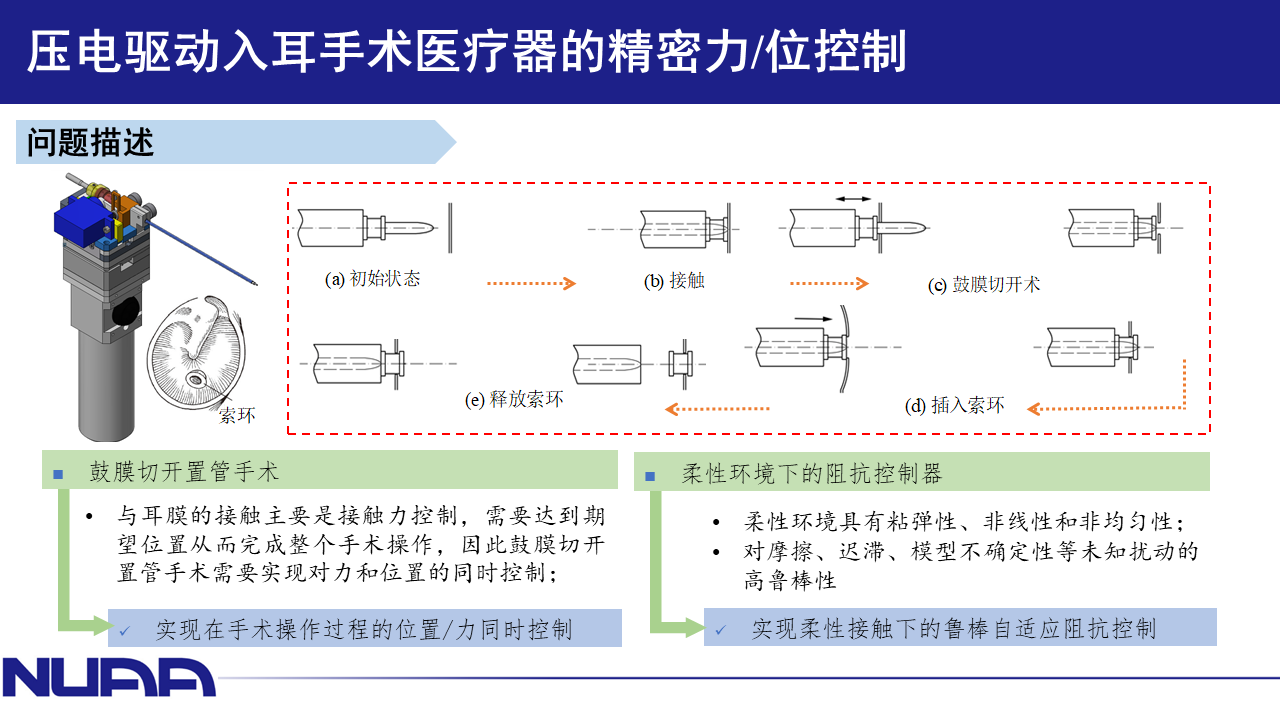 压电驱动入耳手术医疗器的精密力/位控制
问题描述
索环
(a) 初始状态
(b) 接触
(c) 鼓膜切开术
(e) 释放索环
(d) 插入索环
鼓膜切开置管手术
• 与耳膜的接触主要是接触力控制，需要达到期
望位置从而完成整个手术操作，因此鼓膜切开
置管手术需要实现对力和位置的同时控制；
✓ 实现在手术操作过程的位置/力同时控制
柔性环境下的阻抗控制器
• 柔性环境具有粘弹性、非线性和非均匀性；
• 对摩擦、迟滞、模型不确定性等未知扰动的
高鲁棒性
✓ 实现柔性接触下的鲁棒自适应阻抗控制
NUAA